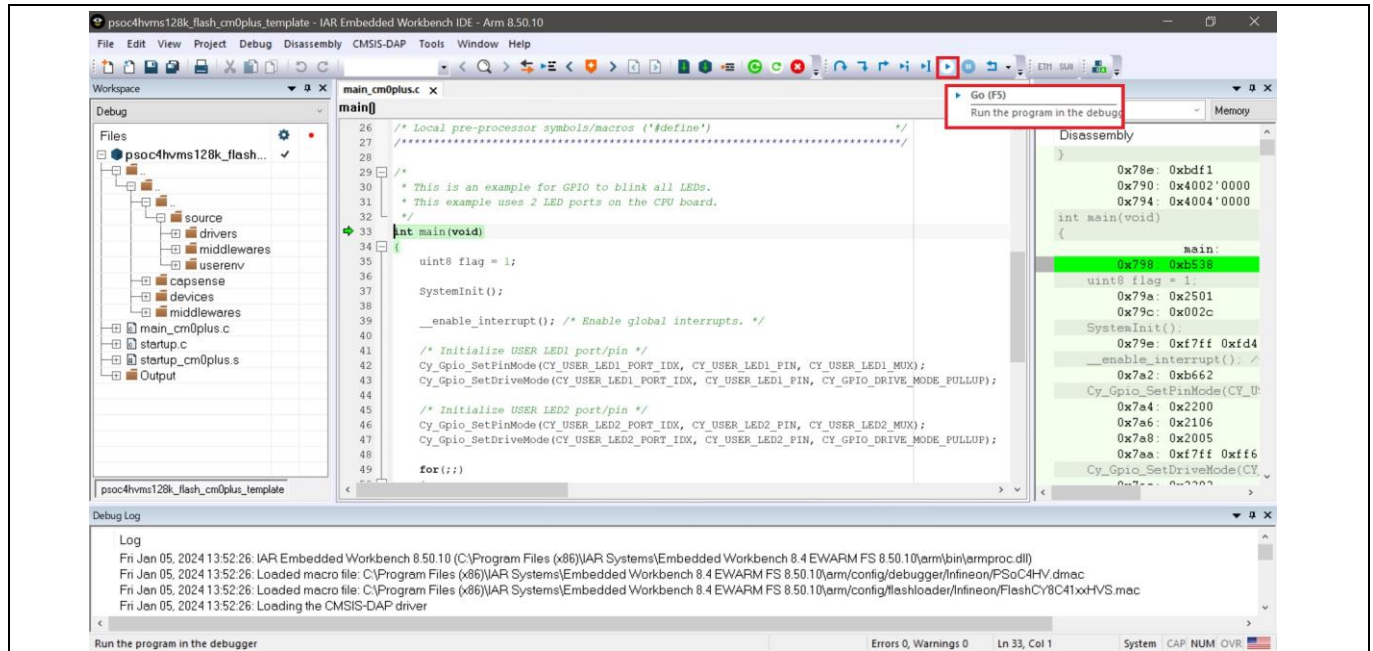 psoc4hvms128k_flash_cm0plus_template - IAR Embedded Workbench IDE - Arm 8.50.10
File Edit View Project Debug Disassembly CMSIS-DAP Tools Window Help
ETM SUB
Workspace
main_cm0plus.c x
Go (F5)
Debug
main()
Run the program in the debugg
Memory
Files
psoc4hvms128k_flash...
..
..
..
source
drivers
middlewares
userenv
capsense
devices
middlewares
main_cm0plus.c
startup.c
startup_cm0plus.s
Output
psoc4hvms128k_flash_cm0plus_template
26 /* Local pre-processor symbols/macros ('#define') */
27 /*****************************************************************************/
28
29 /*
30 * This is an example for GPIO to blink all LEDs.
31 * This example uses 2 LED ports on the CPU board.
32 */
33 int main(void)
34 {
35 uint8 flag = 1;
36
37 SystemInit();
38
39 __enable_interrupt(); /* Enable global interrupts. */
40
41 /* Initialize USER LED1 port/pin */
42 Cy_Gpio_SetPinMode(CY_USER_LED1_PORT_IDX, CY_USER_LED1_PIN, CY_USER_LED1_MUX);
43 Cy_Gpio_SetDriveMode(CY_USER_LED1_PORT_IDX, CY_USER_LED1_PIN, CY_GPIO_DRIVE_MODE_PULLUP);
44
45 /* Initialize USER LED2 port/pin */
46 Cy_Gpio_SetPinMode(CY_USER_LED2_PORT_IDX, CY_USER_LED2_PIN, CY_USER_LED2_MUX);
47 Cy_Gpio_SetDriveMode(CY_USER_LED2_PORT_IDX, CY_USER_LED2_PIN, CY_GPIO_DRIVE_MODE_PULLUP);
48
49 for(;;)
Disassembly
}
0x78e: 0xbdf1
0x790: 0x4002'0000
0x794: 0x4004'0000
int main(void)
{
main:
0x798: 0xb538
uint8 flag = 1;
0x79a: 0x2501
0x79c: 0x002c
SystemInit();
0x79e: 0xf7ff 0xfd4
__enable_interrupt(); /
0x7a2: 0xb662
Cy_Gpio_SetPinMode(CY_U
0x7a4: 0x2200
0x7a6: 0x2106
0x7a8: 0x2005
0x7aa: 0xf7ff 0xff6
Cy_Gpio_SetDriveMode(CY_
Debug Log
Log
Fri Jan 05, 2024 13:52:26: IAR Embedded Workbench 8.50.10 (C:\Program Files (x86)\IAR Systems\Embedded Workbench 8.4 EWARM FS 8.50.10\arm\bin\armproc.dll)
Fri Jan 05, 2024 13:52:26: Loaded macro file: C:\Program Files (x86)\IAR Systems\Embedded Workbench 8.4 EWARM FS 8.50.10\arm/config/debugger/Infineon/PSoC4HV.dmac
Fri Jan 05, 2024 13:52:26: Loaded macro file: C:\Program Files (x86)\IAR Systems\Embedded Workbench 8.4 EWARM FS 8.50.10\arm/config/flashloader/Infineon/FlashCY8C41xxHVS.mac
Fri Jan 05, 2024 13:52:26: Loading the CMSIS-DAP driver
Run the program in the debugger
Errors 0, Warnings 0 Ln 33, Col 1 System CAP NUM OVR